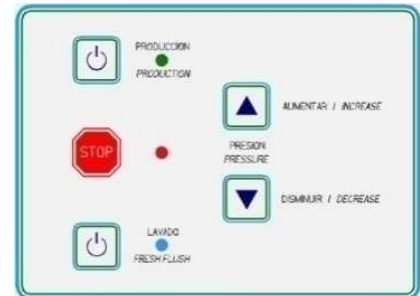 PRODUCCION
PRODUCTION
AUMENTAR / INCREASE
STOP
PRESION
PRESSURE
DISMINUIR / DECREASE
LAVADO
FRESH FLUSH